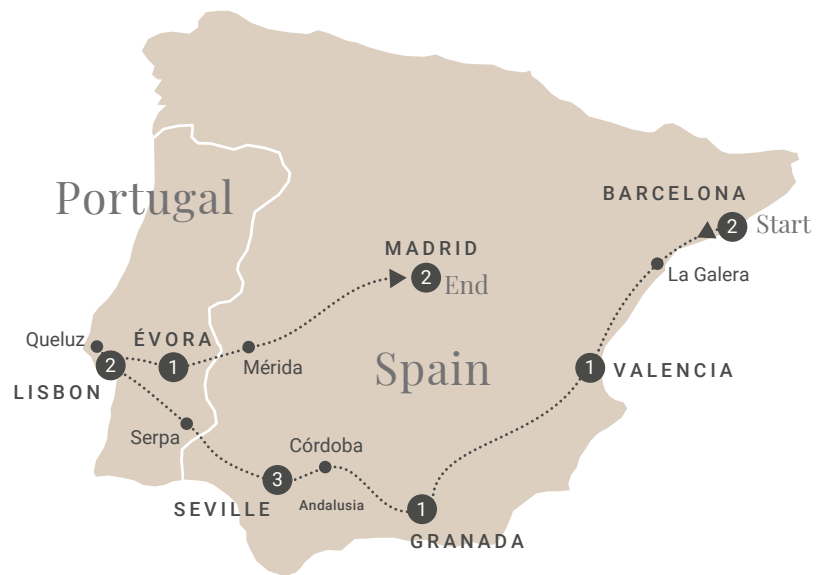 BARCELONA
2
Start
Portugal
MADRID
2
End
La Galera
Queluz
ÉVORA
2
1
Mérida
LISBON
Spain
1
VALENCIA
Serpa
Córdoba
3
Andalusia
SEVILLE
1
GRANADA